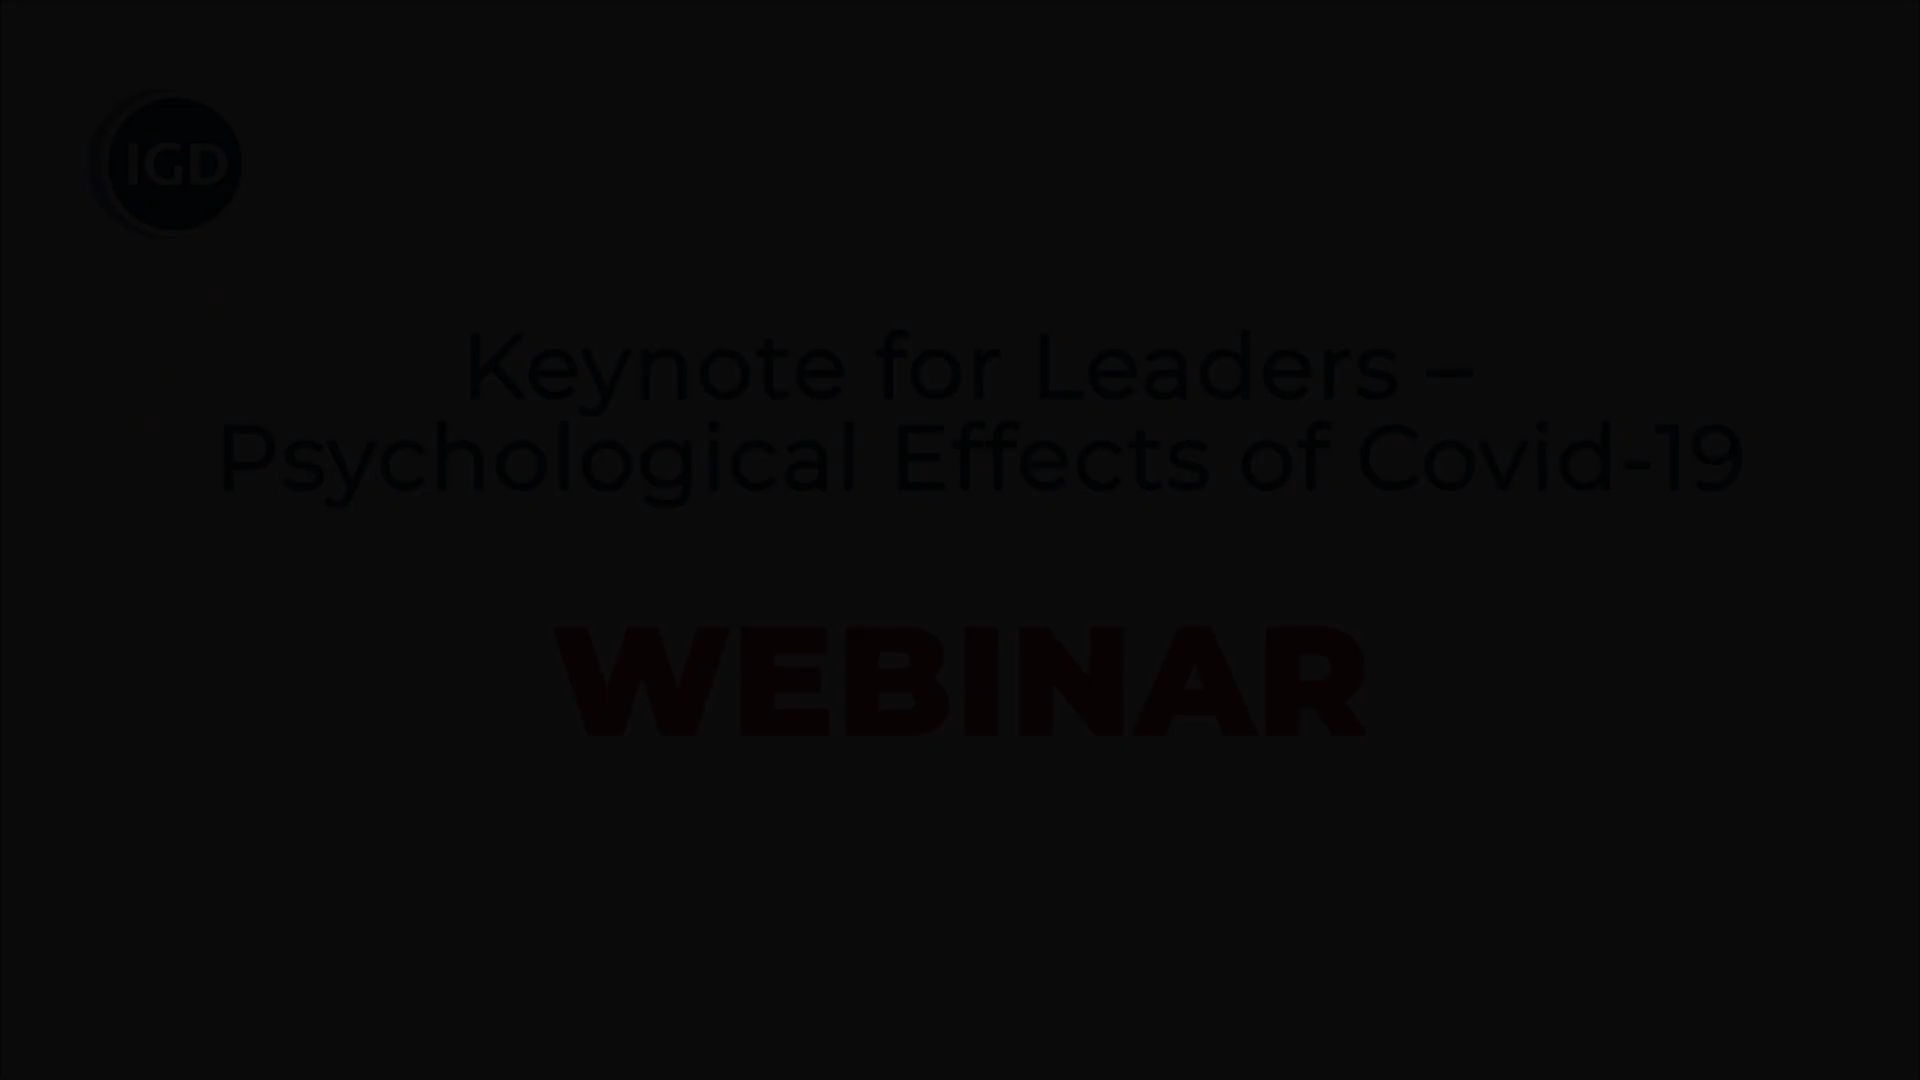 IGD
Keynote for Leaders –
Psychological Effects of Covid-19
WEBINAR